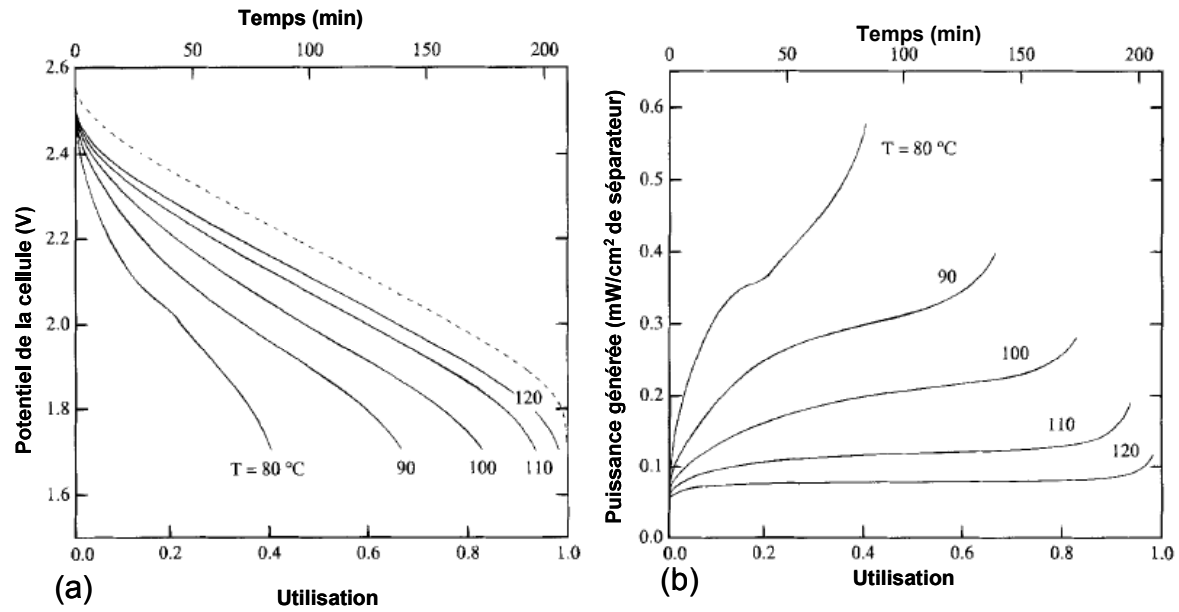 Temps (min)
0 50 100 150 200
2.6
2.4
2.2
2.0
1.8
1.6
Potentiel de la cellule (V)
120
T = 80 °C 90 100 110
0.0 0.2 0.4 0.6 0.8 1.0
(a)
Utilisation
Temps (min)
0 50 100 150 200
0.6
0.5
0.4
0.3
0.2
0.1
0.0
Puissance générée (mW/cm² de séparateur)
T = 80 °C
90
100
110
120
0.0 0.2 0.4 0.6 0.8 1.0
(b)
Utilisation